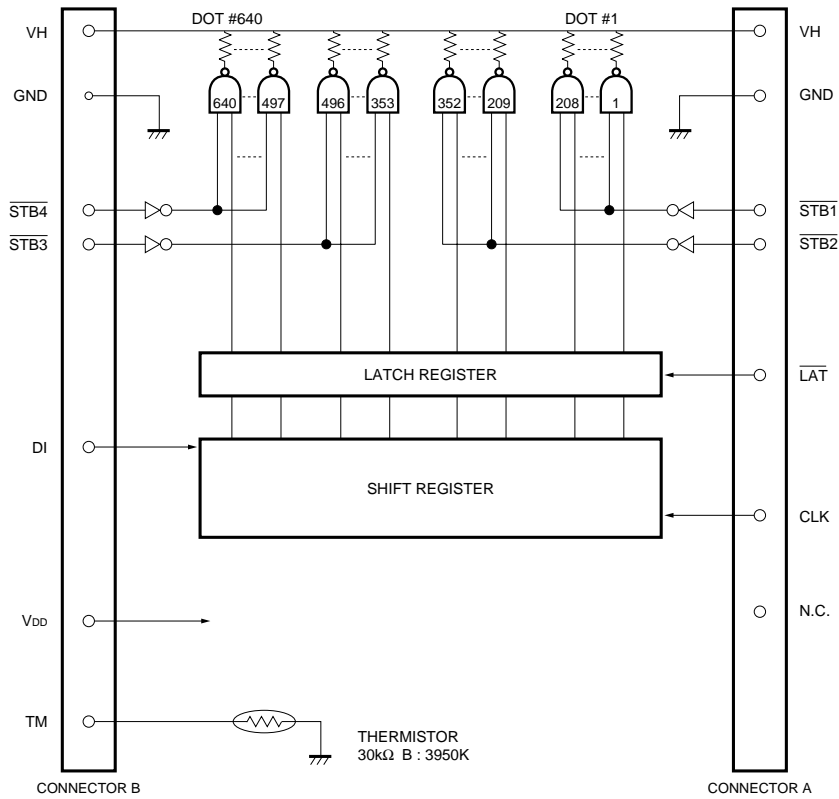 DOT #640
DOT #1
VH
VH
GND
640
497
496
353
352
209
208
1
GND
STB4
STB1
STB3
STB2
LATCH REGISTER
LAT
DI
SHIFT REGISTER
CLK
N.C.
VDD
TM
THERMISTOR
30kΩ B : 3950K
CONNECTOR B
CONNECTOR A